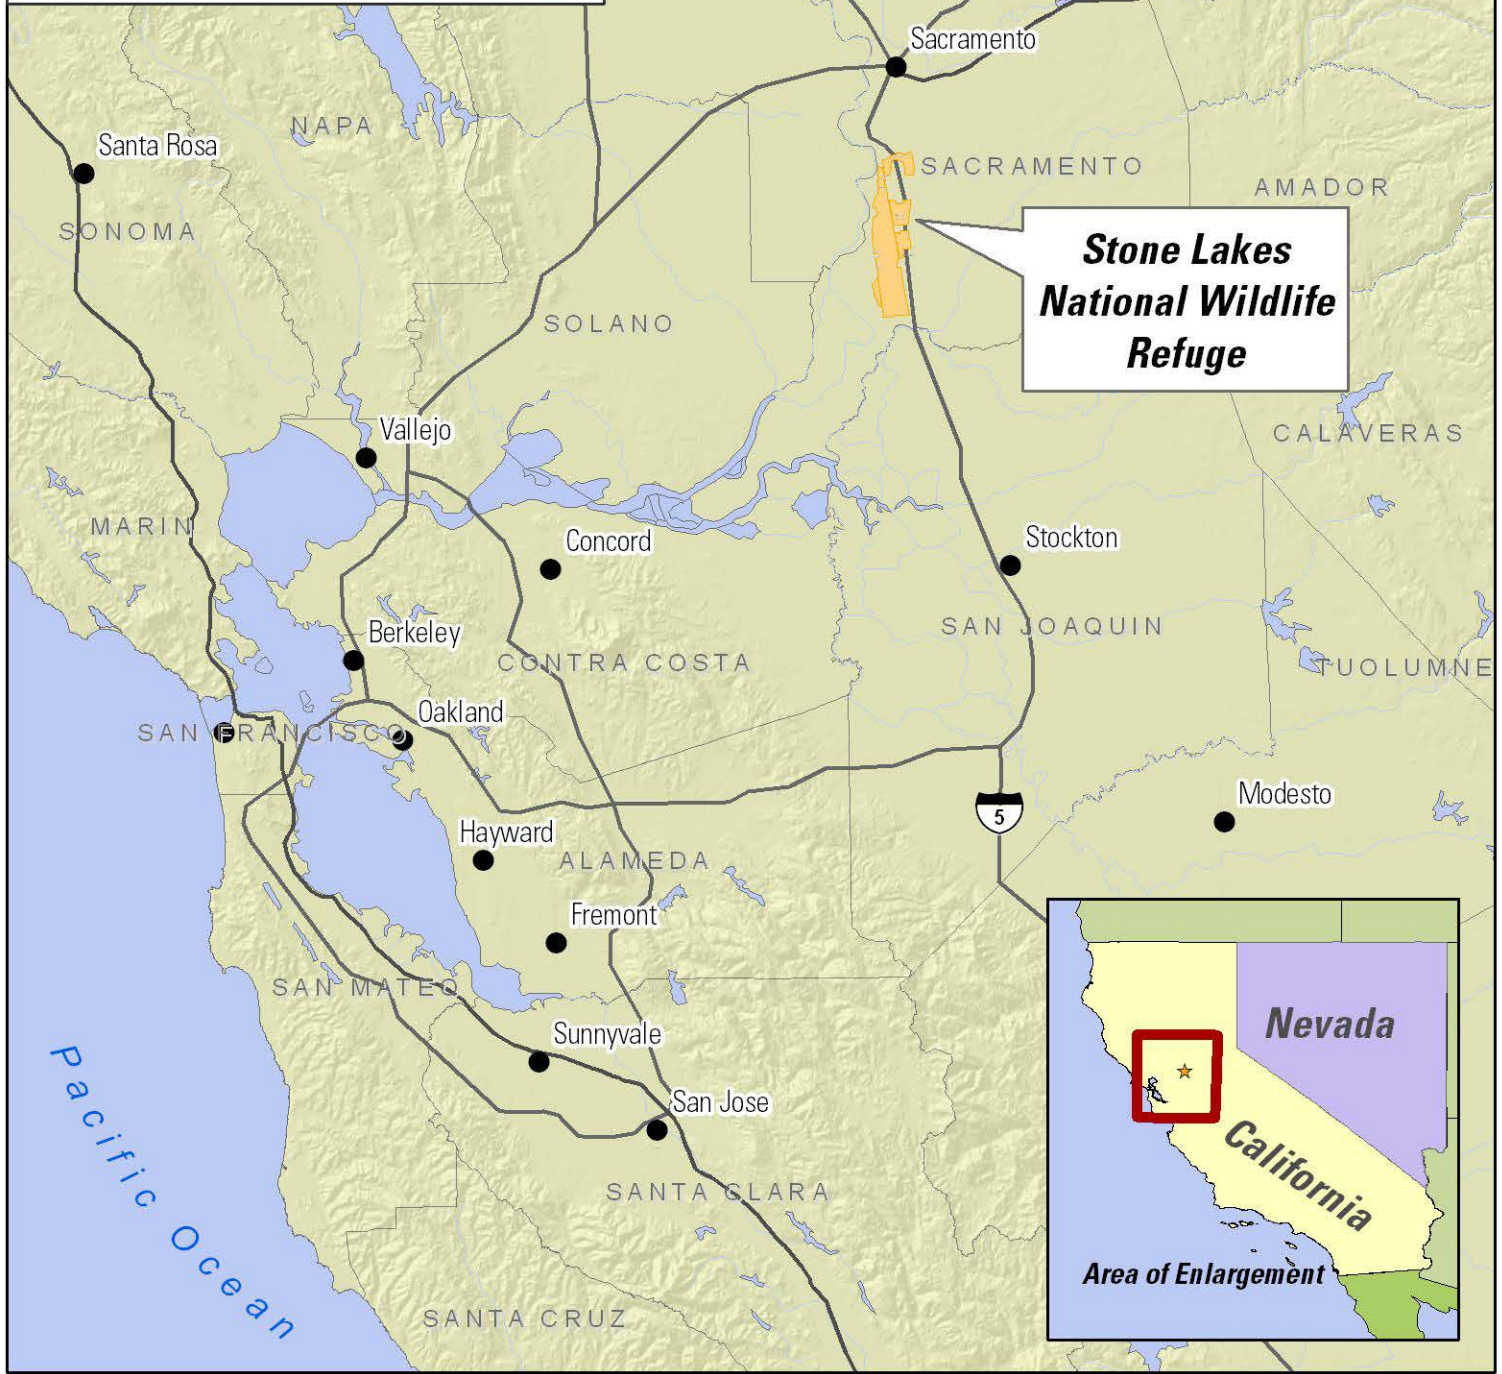 Sacramento
Santa Rosa
NAPA
SACRAMENTO
AMADOR
SONOMA
Stone Lakes
National Wildlife
Refuge
SOLANO
Vallejo
CALAVERAS
MARIN
Concord
Stockton
Berkeley
SAN JOAQUIN
CONTRA COSTA
TUOLUMNE
Oakland
SAN FRANCISCO
Modesto
5
Hayward
ALAMEDA
Fremont
SAN MATEO
Nevada
Sunnyvale
San Jose
Pacific Ocean
California
SANTA CLARA
Area of Enlargement
SANTA CRUZ